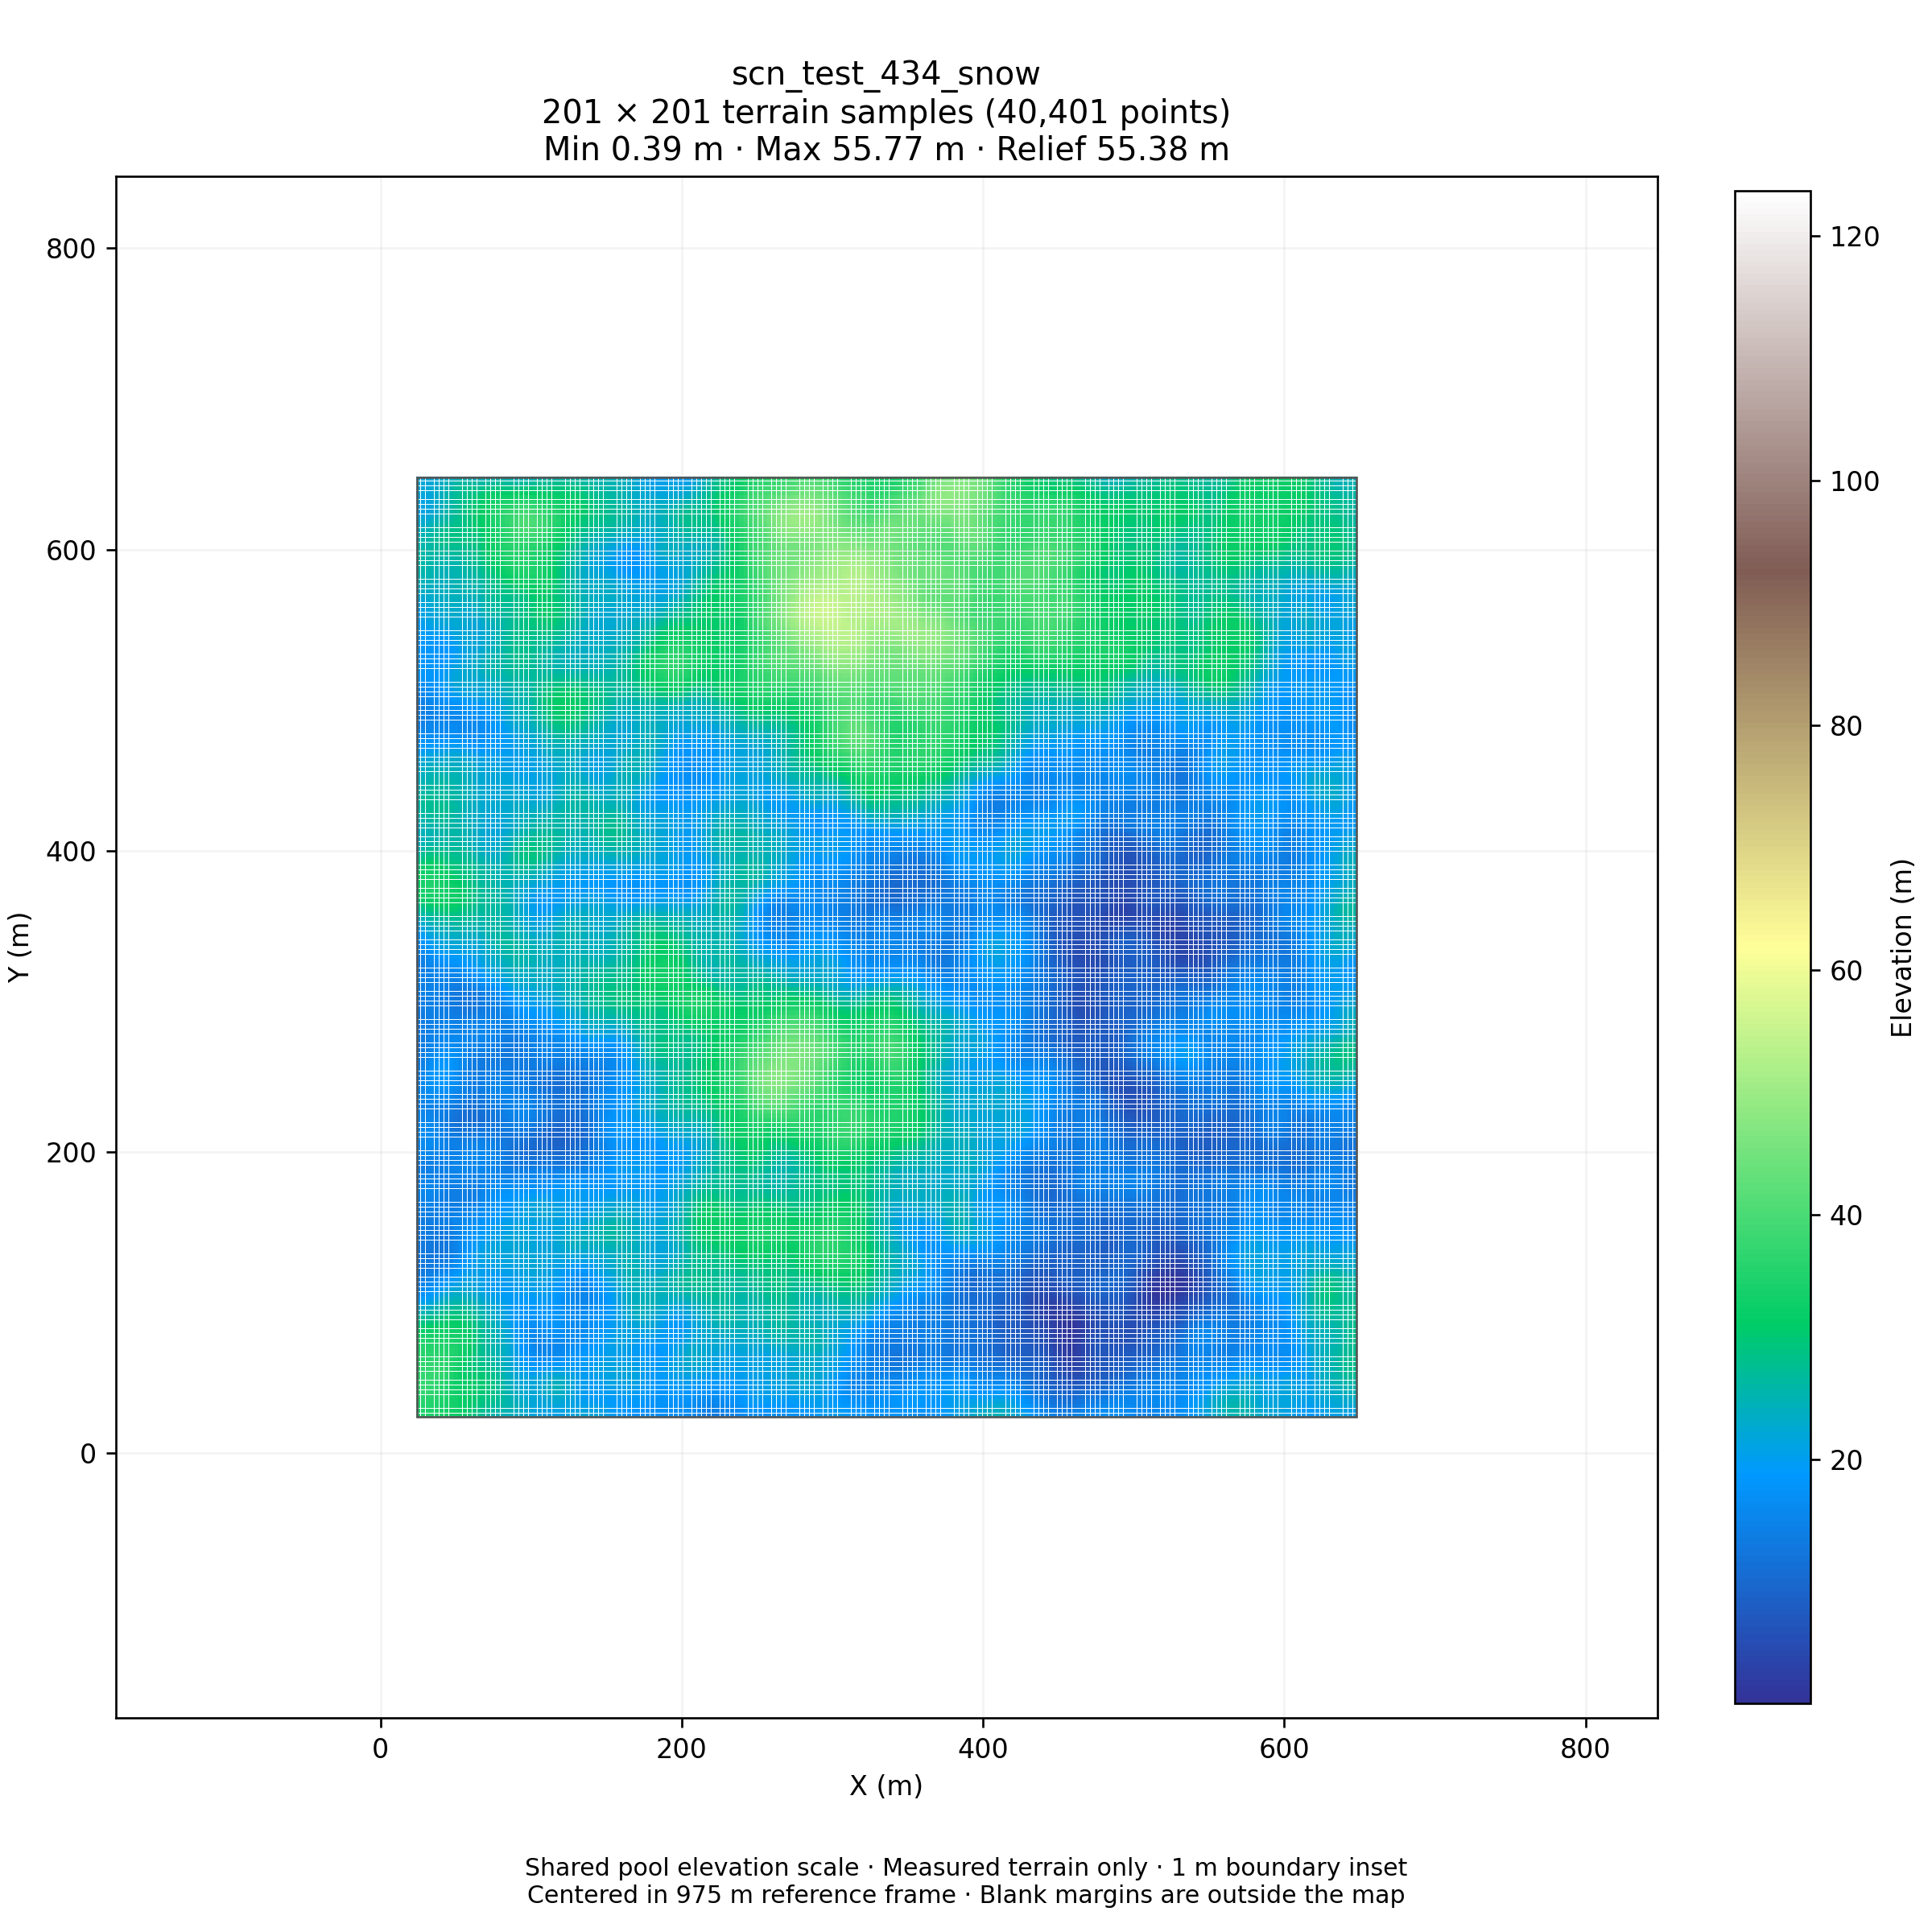 scn_test_434_snow
201 × 201 terrain samples (40,401 points)
Min 0.39 m · Max 55.77 m · Relief 55.38 m
800
600
400
200
0
Y (m)
0
200
400
600
800
X (m)
120
100
80
60
40
20
Elevation (m)
Shared pool elevation scale · Measured terrain only · 1 m boundary inset
Centered in 975 m reference frame · Blank margins are outside the map